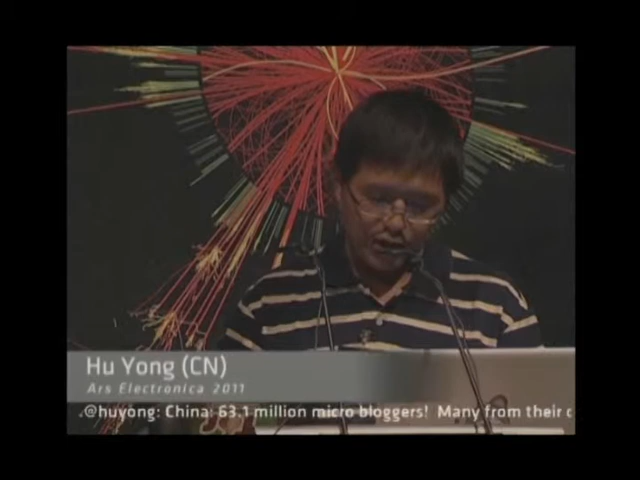 Hu Yong (CN)
Ars Electronica 2011
.@huyong: China: 63.1 million micro bloggers! Many from their